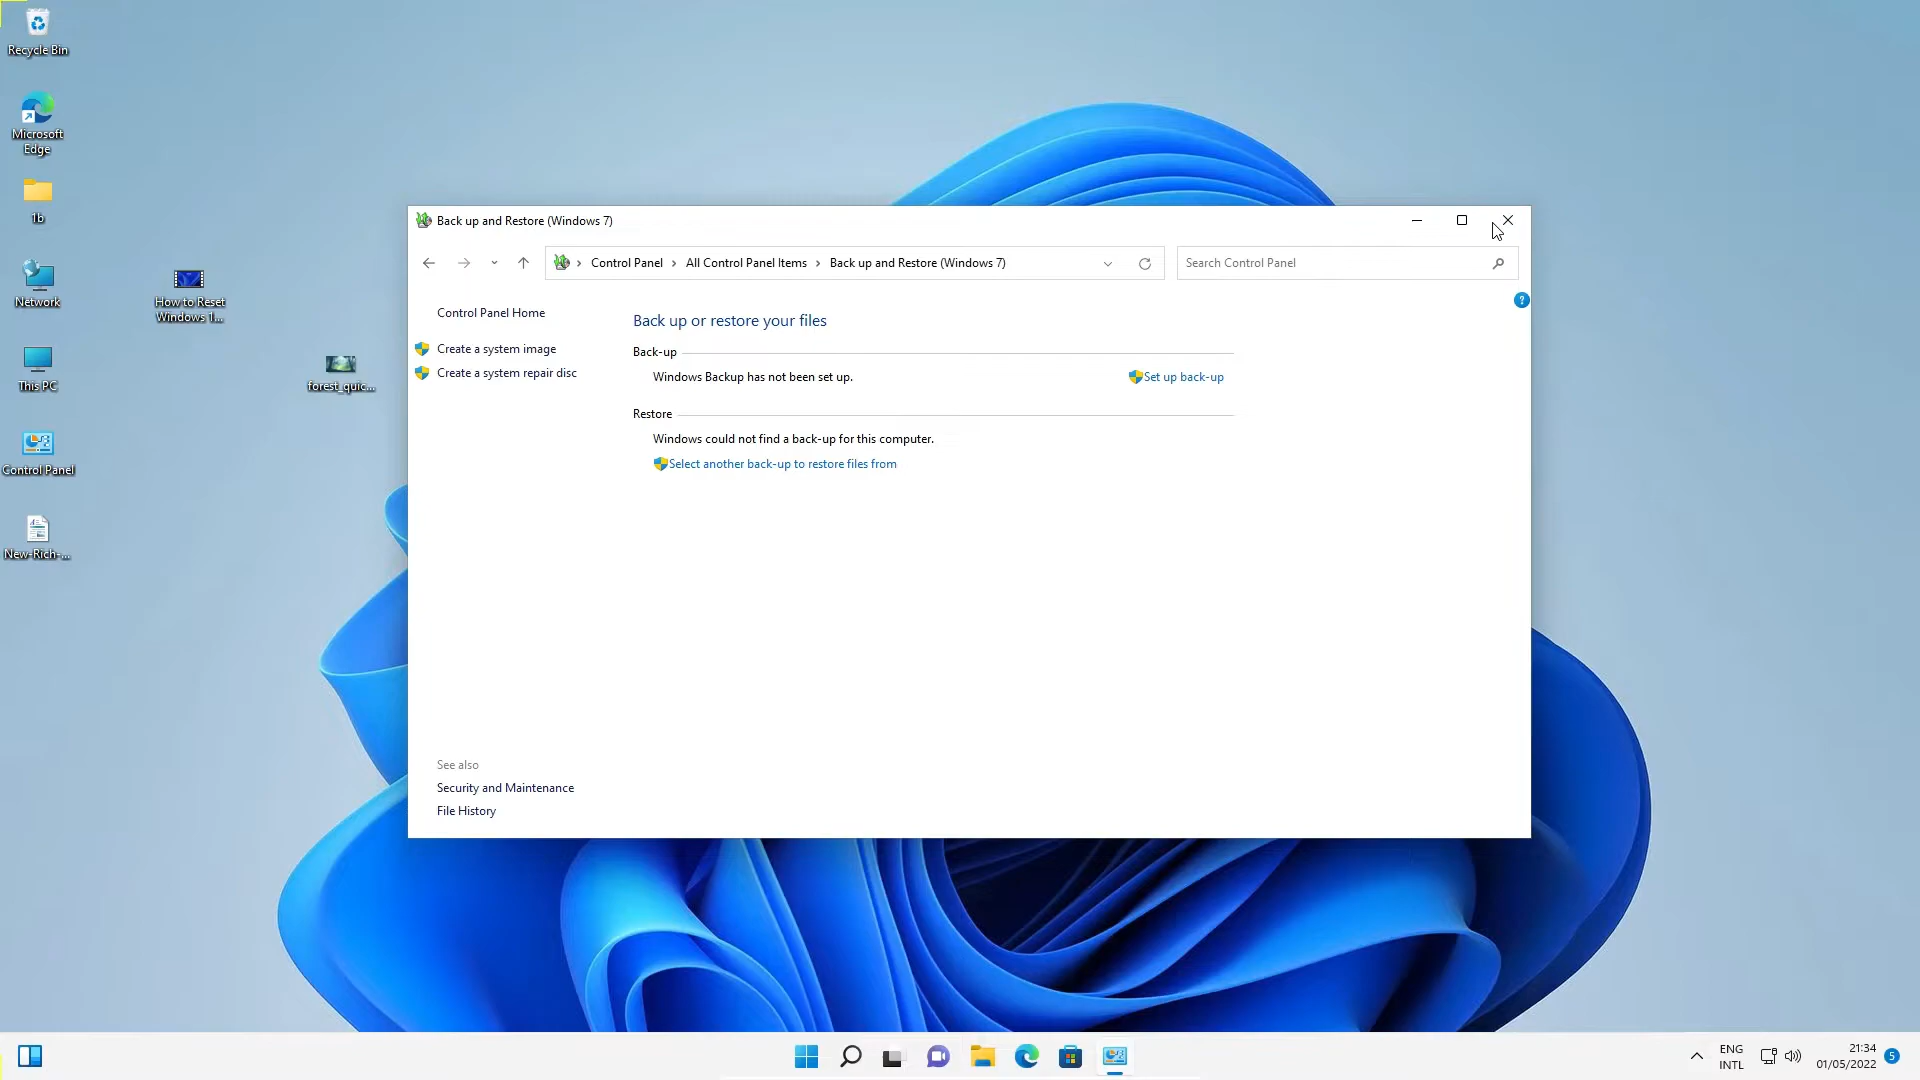 Recycle Bin
Microsoft
Edge
1b
Network
How to Reset
Windows 1...
This PC
forest_quic...
Control Panel
New-Rich-...
Back up and Restore (Windows 7)
Control Panel > All Control Panel Items > Back up and Restore (Windows 7)
Search Control Panel
?
Control Panel Home
Create a system image
Create a system repair disc
Back up or restore your files
Back-up
Windows Backup has not been set up.
Set up back-up
Restore
Windows could not find a back-up for this computer.
Select another back-up to restore files from
See also
Security and Maintenance
File History
ENG
INTL
21:34
01/05/2022
5